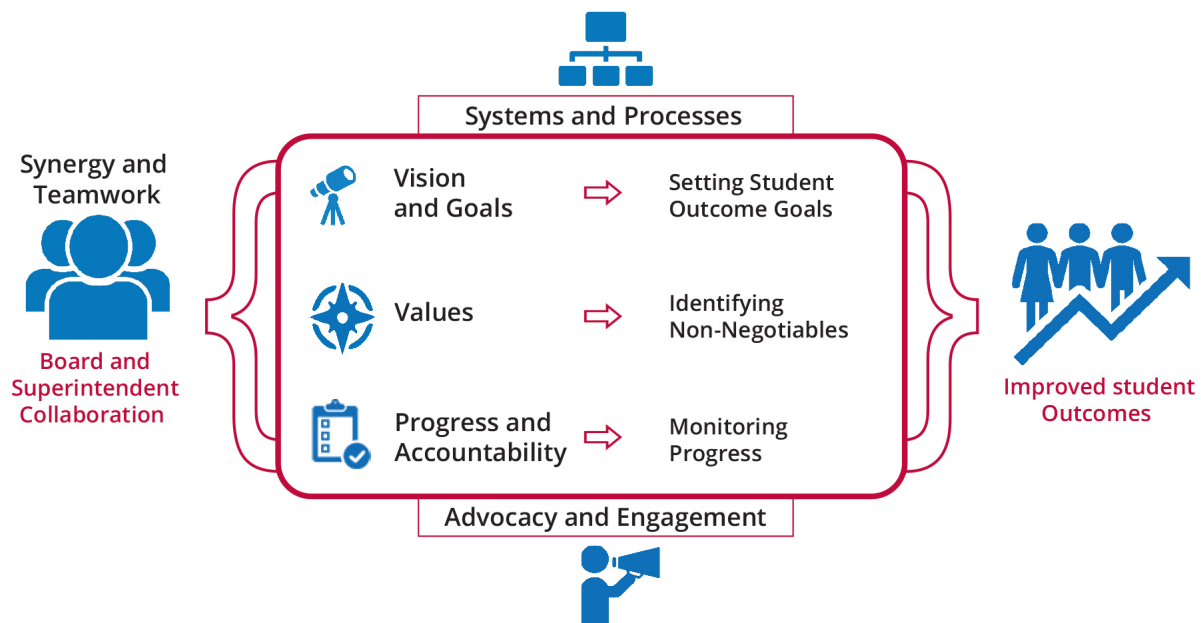 Systems and Processes
Synergy and
Teamwork
Board and
Superintendent
Collaboration
Vision
and Goals
Setting Student
Outcome Goals
Values
Identifying
Non-Negotiables
Progress and
Accountability
Monitoring
Progress
Advocacy and Engagement
Improved student
Outcomes